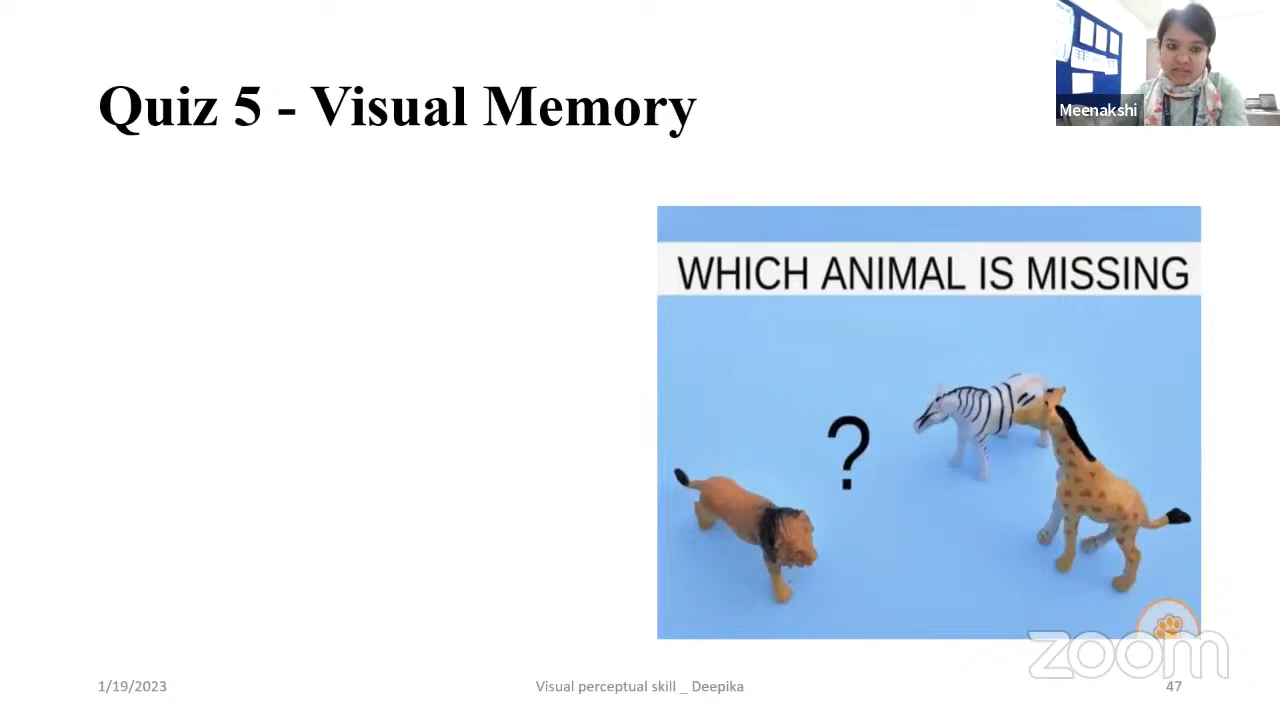 Quiz 5 - Visual Memory
Meenakshi
WHICH ANIMAL IS MISSING
?
zoom
1/19/2023
Visual perceptual skill _ Deepika
47